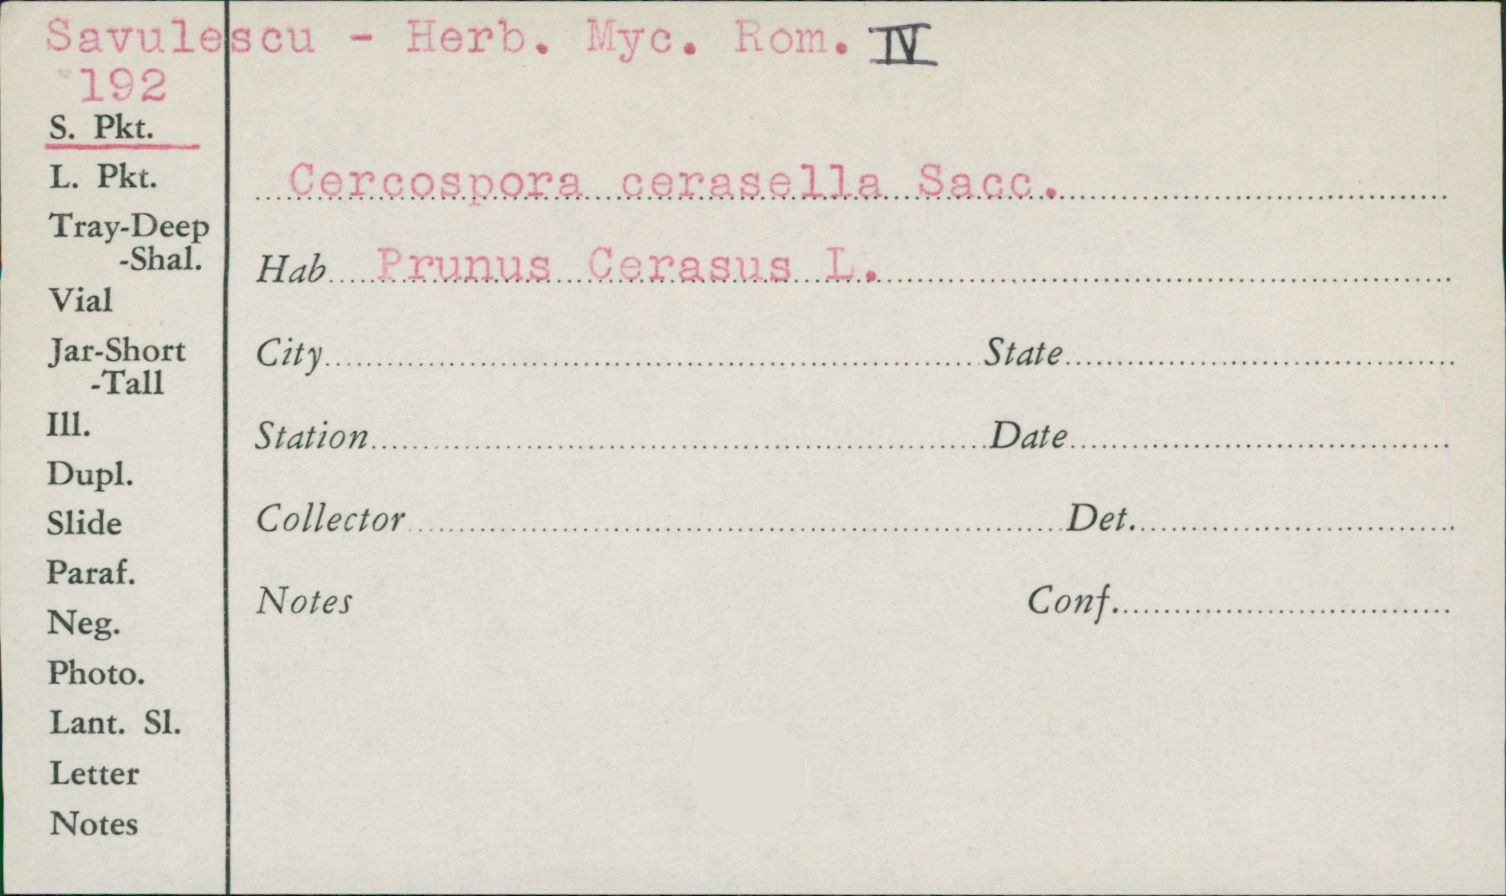 Savulescu - Herb. Myc. Rom. IV
192
S. Pkt.
L. Pkt.
Tray-Deep
-Shal.
Vial
Jar-Short
-Tall
Ill.
Dupl.
Slide
Paraf.
Neg.
Photo.
Lant. Sl.
Letter
Notes
Cercospora cerasella Sacc.
Hab Prunus Cerasus L.
City State
Station Date
Collector Det.
Notes Conf.